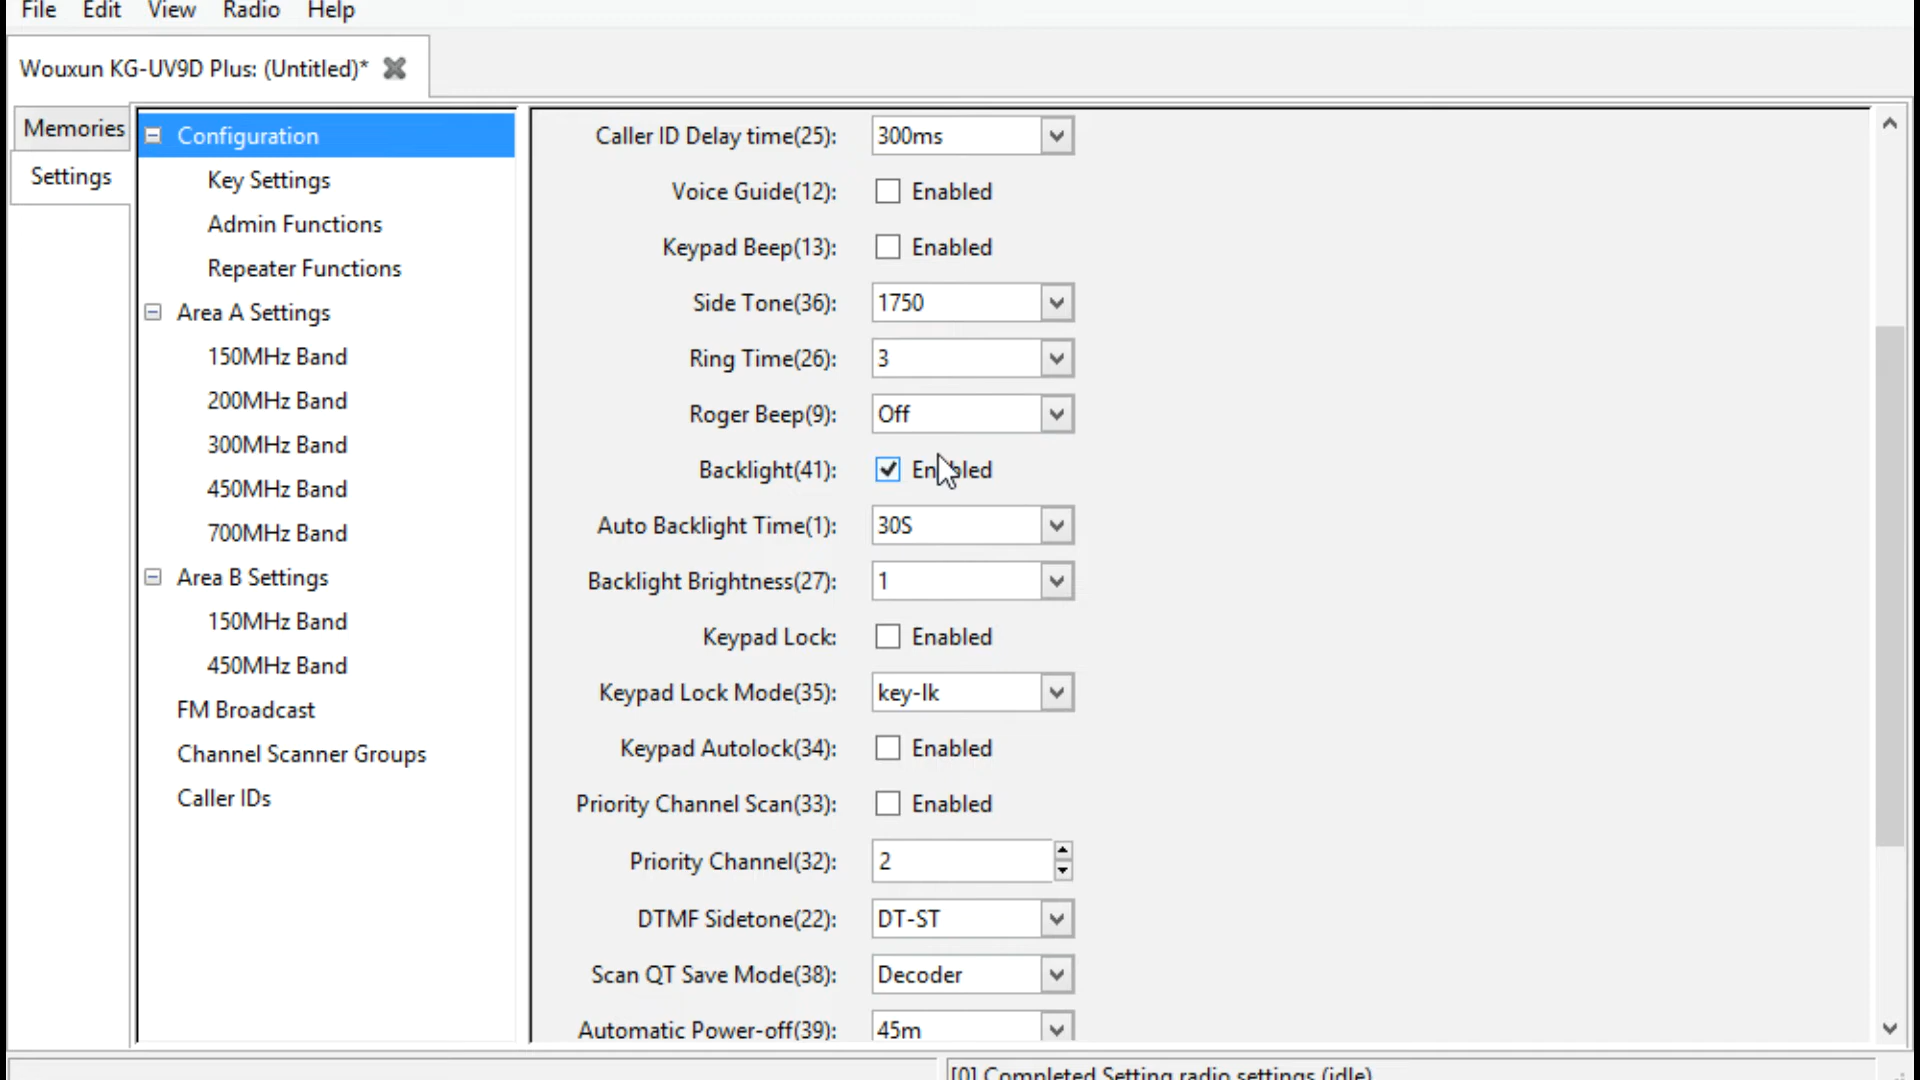 File Edit View Radio Help
Wouxun KG-UV9D Plus: (Untitled)*
Memories
Settings
Configuration
Key Settings
Admin Functions
Repeater Functions
Area A Settings
150MHz Band
200MHz Band
300MHz Band
450MHz Band
700MHz Band
Area B Settings
150MHz Band
450MHz Band
FM Broadcast
Channel Scanner Groups
Caller IDs
Caller ID Delay time(25): 300ms
Voice Guide(12): Enabled
Keypad Beep(13): Enabled
Side Tone(36): 1750
Ring Time(26): 3
Roger Beep(9): Off
Backlight(41): Enabled
Auto Backlight Time(1): 30S
Backlight Brightness(27): 1
Keypad Lock: Enabled
Keypad Lock Mode(35): key-lk
Keypad Autolock(34): Enabled
Priority Channel Scan(33): Enabled
Priority Channel(32): 2
DTMF Sidetone(22): DT-ST
Scan QT Save Mode(38): Decoder
Automatic Power-off(39): 45m
[0] Completed Setting radio settings (idle)